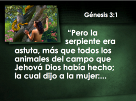 Génesis 3:1
"Pero la
serpiente era
astuta, más que todos
los animales del campo que
Jehová Dios había hecho;
la cual dijo a la mujer:...